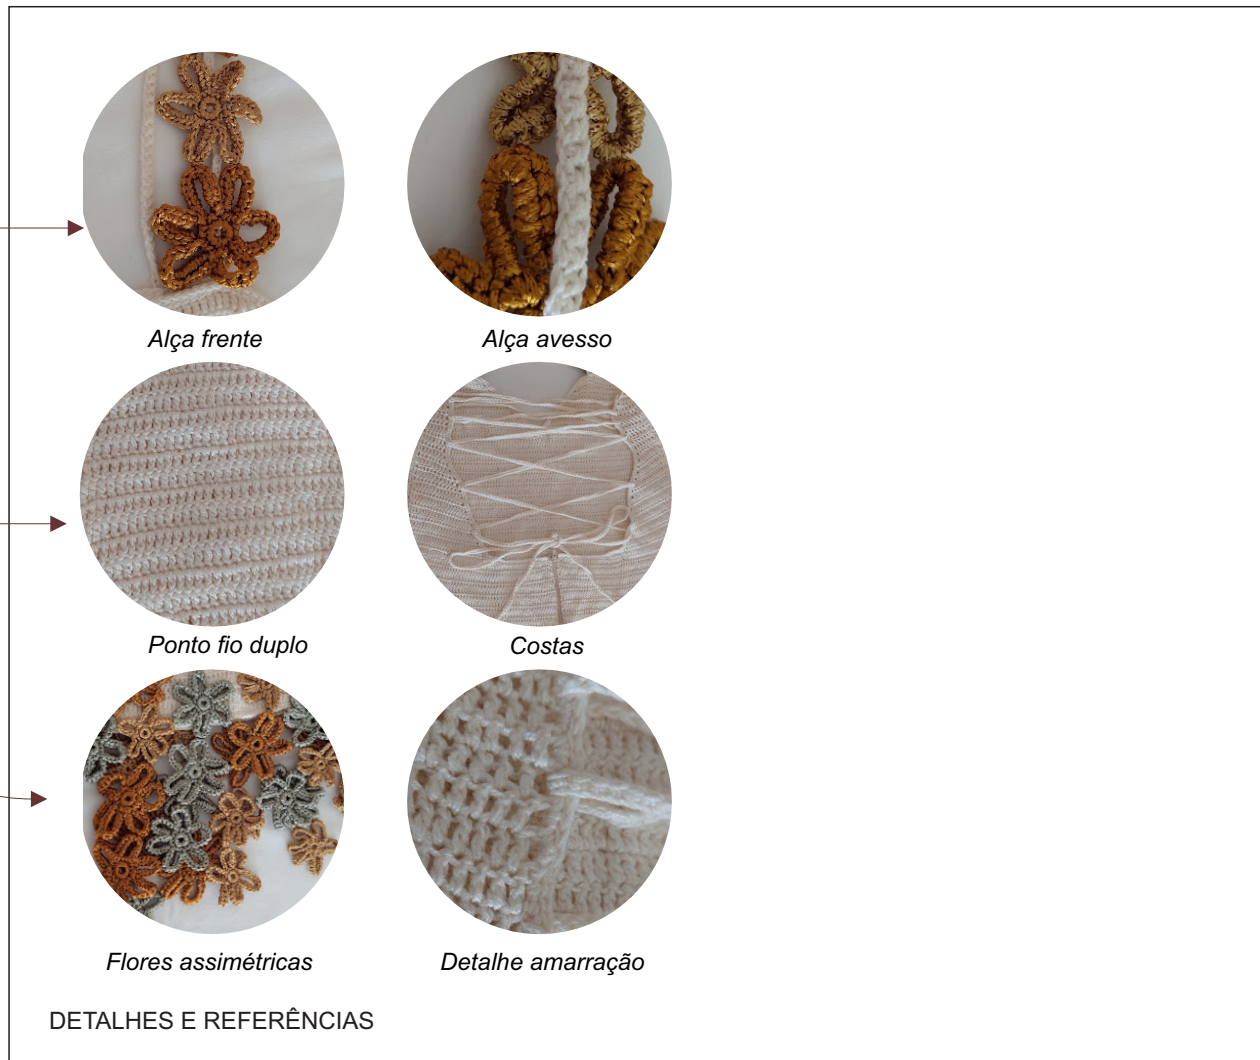 Alça frente
Alça avesso
Ponto fio duplo
Costas
Flores assimétricas
Detalhe amarração
DETALHES E REFERÊNCIAS